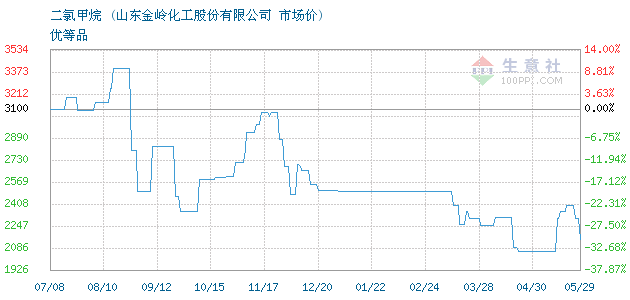 二氯甲烷 (山东金岭化工股份有限公司 市场价)
优等品
3534 14.00%
3373 8.81%
3212 3.63%
3100 0.00%
2890 -6.75%
2730 -11.94%
2569 -17.12%
2408 -22.31%
2247 -27.50%
2086 -32.68%
1926 -37.87%
生意社
100PPI.COM
07/08 08/10 09/12 10/15 11/17 12/20 01/22 02/24 03/28 04/30 05/29